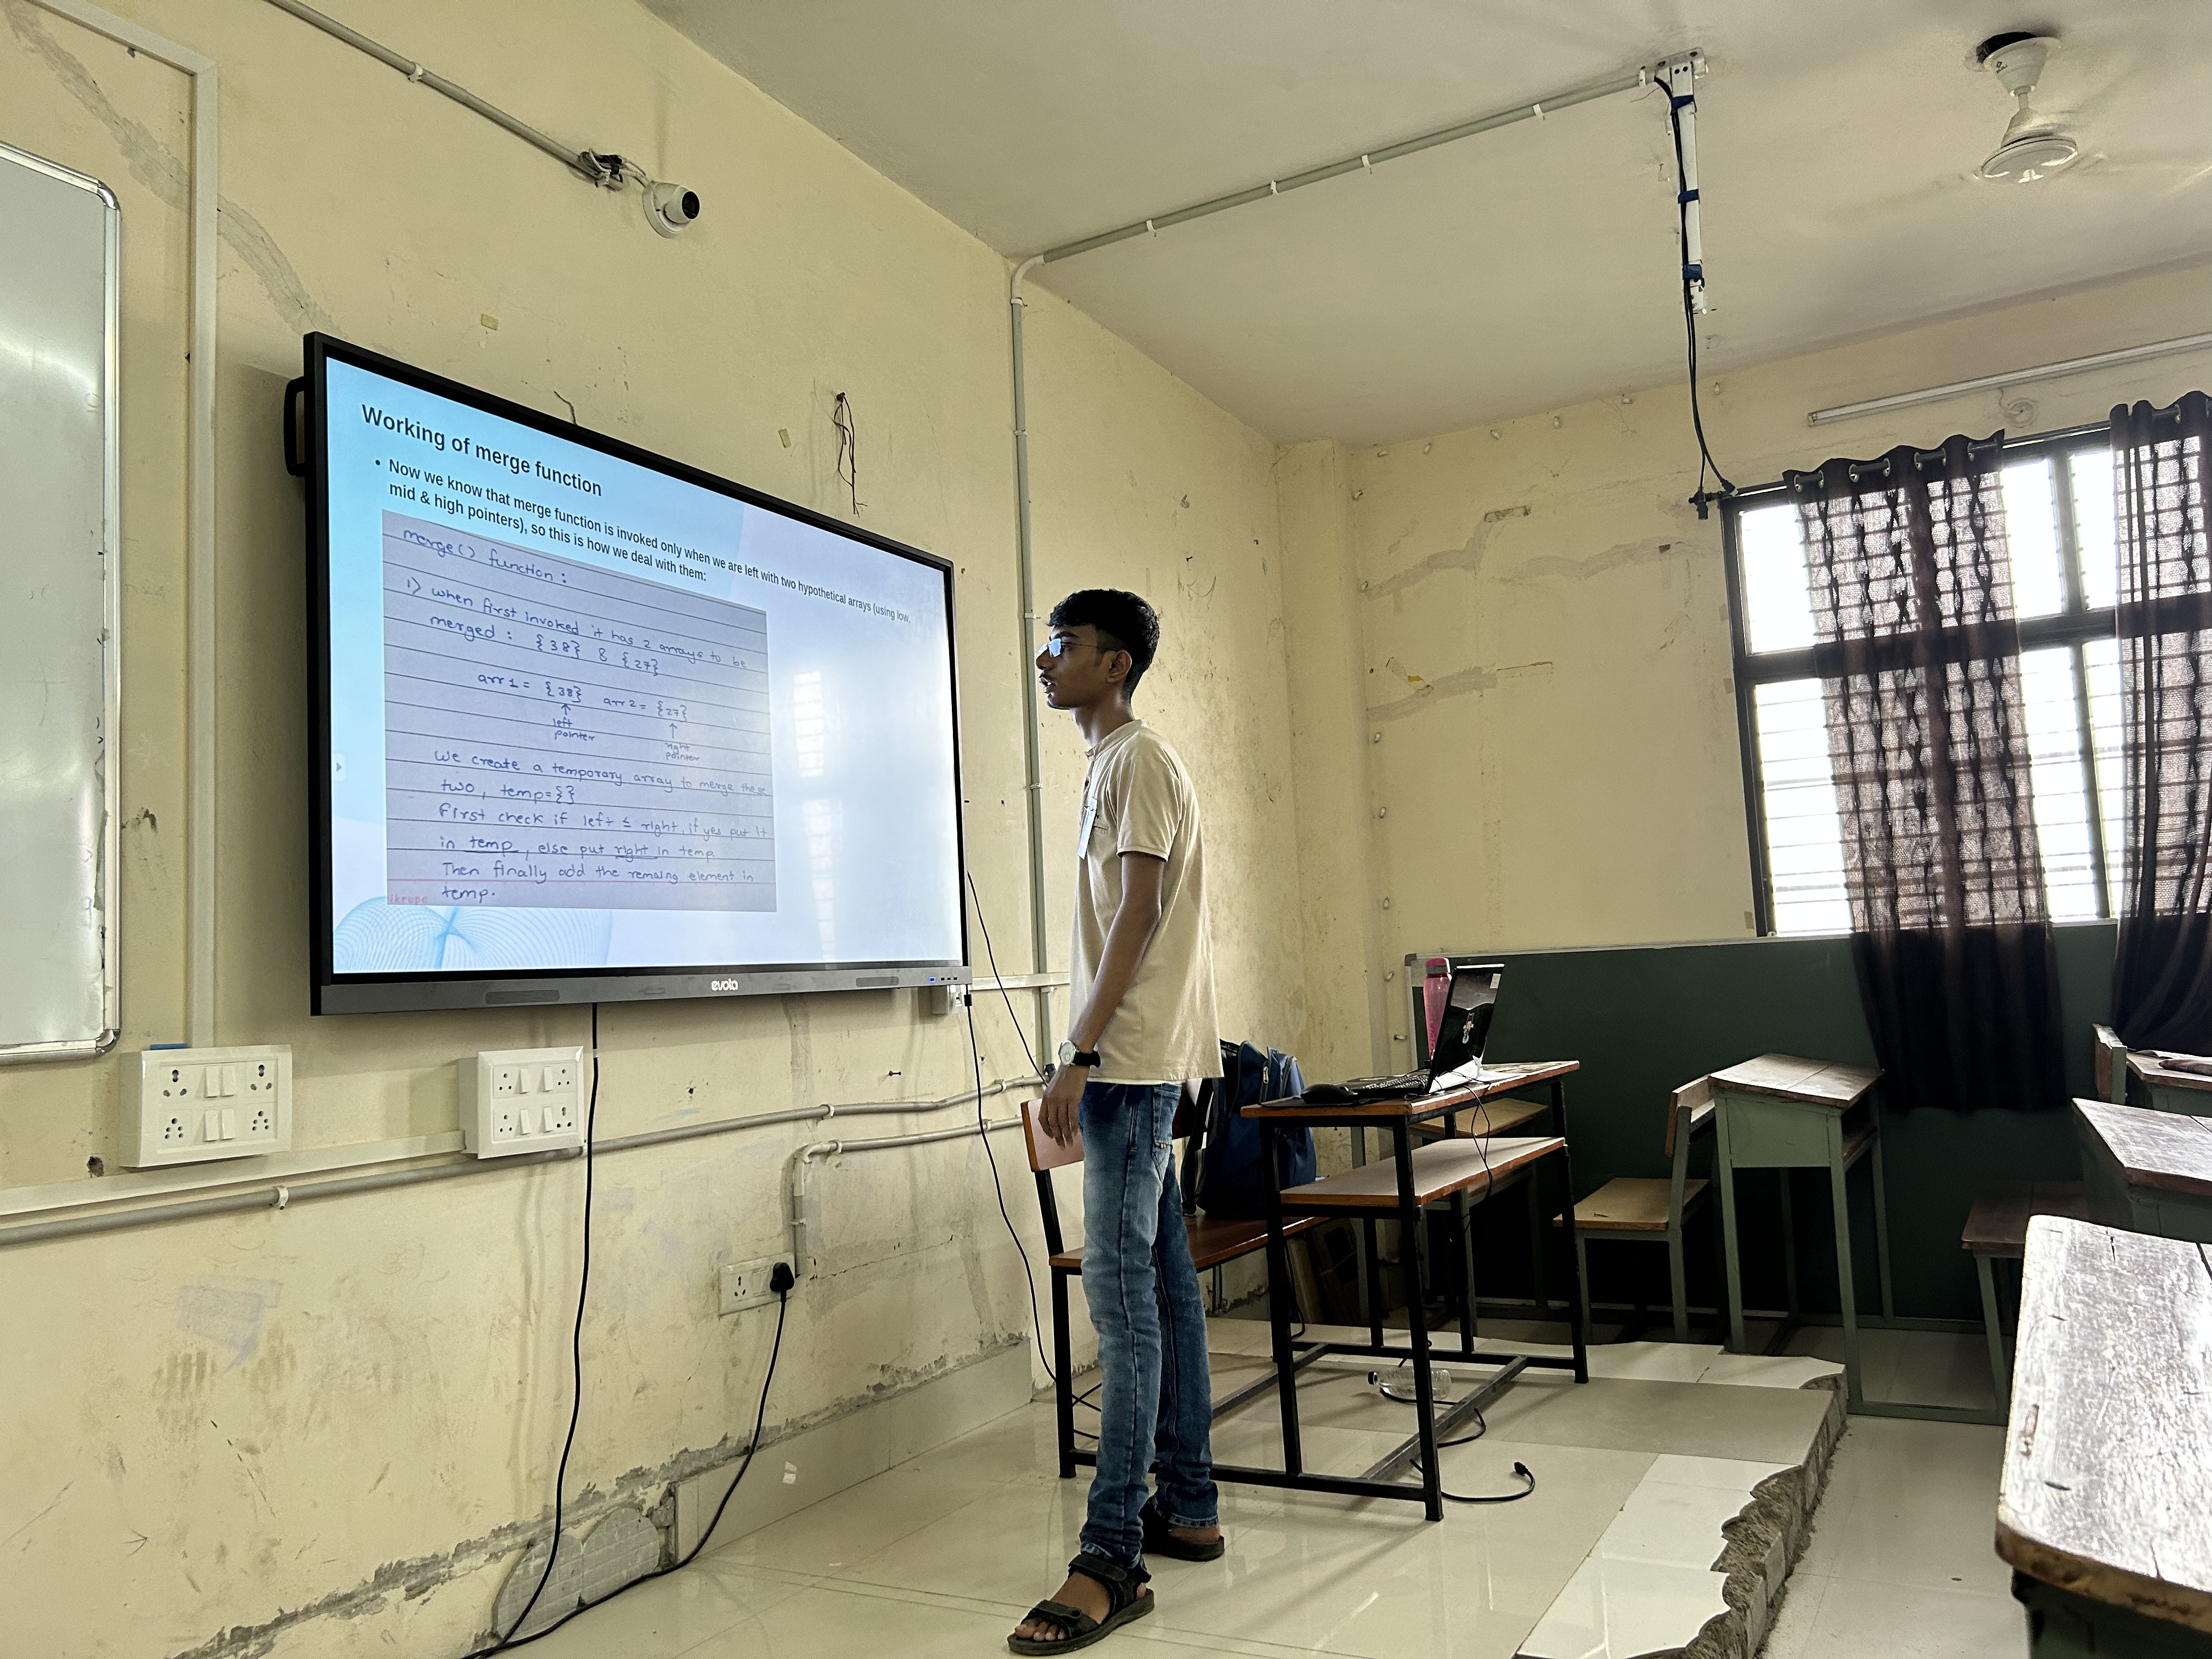 Working of merge function
• Now we know that merge function is invoked only when we are left with two hypothetical arrays (using low,
mid & high pointers), so this is how we deal with them:
merge() function :
1) when first invoked it has 2 arrays to be
merged : {38} & {27}
arr1 = {38} arr2 = {27}
↑ ↑
left right
pointer pointer
We create a temporary array to merge these
two, temp={}
First check if left ≤ right, if yes put it
in temp, else put right in temp
Then finally add the remaing element in
temp.
evola